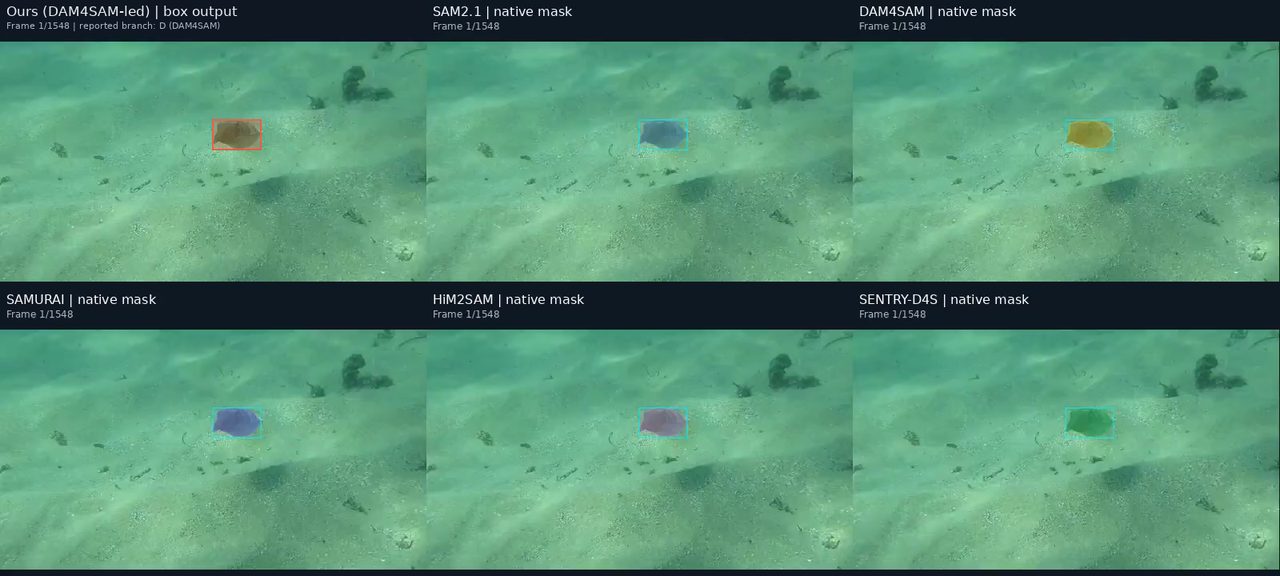 Ours (DAM4SAM-led) | box output
Frame 1/1548 | reported branch: D (DAM4SAM)
SAM2.1 | native mask
Frame 1/1548
DAM4SAM | native mask
Frame 1/1548
SAMURAI | native mask
Frame 1/1548
HiM2SAM | native mask
Frame 1/1548
SENTRY-D4S | native mask
Frame 1/1548